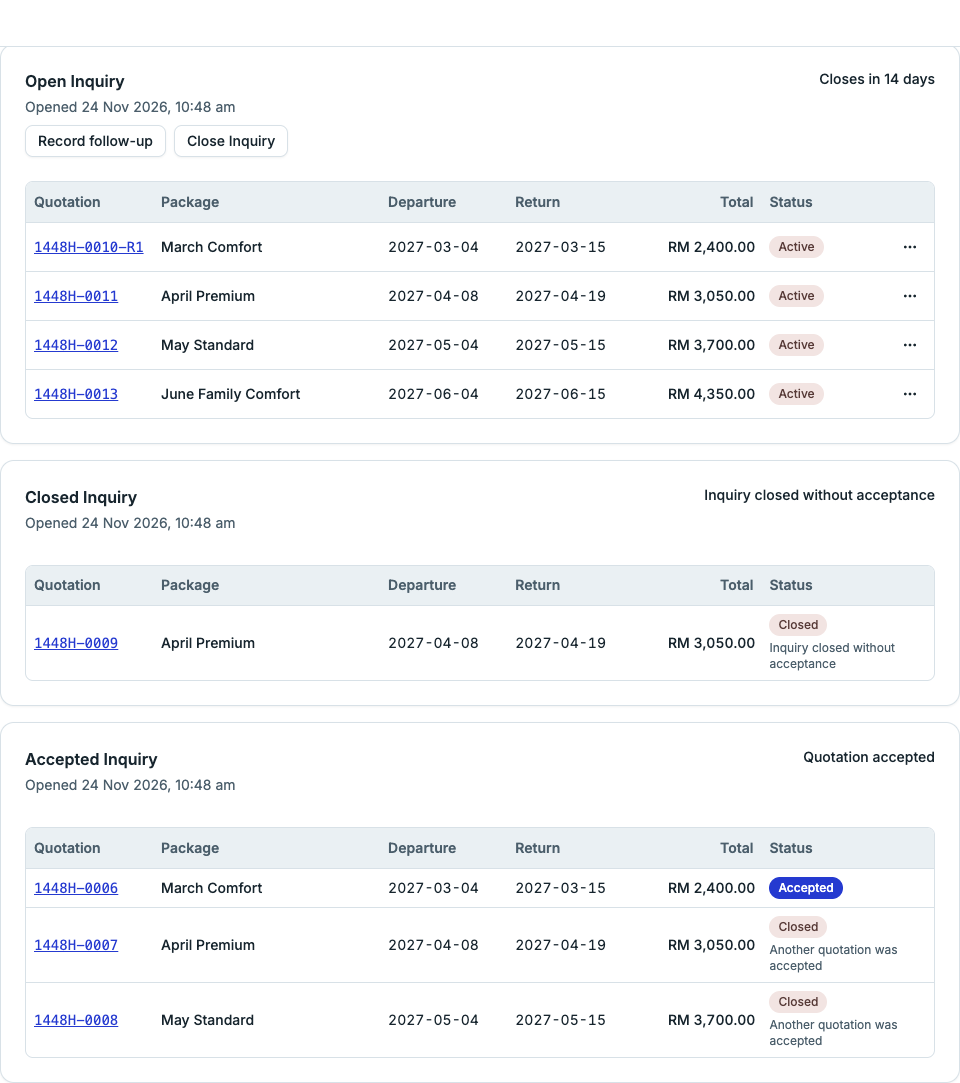 Open Inquiry
Closes in 14 days
Opened 24 Nov 2026, 10:48 am
Record follow-up Close Inquiry
Quotation Package Departure Return Total Status
1448H-0010-R1 March Comfort 2027-03-04 2027-03-15 RM 2,400.00 Active ···
1448H-0011 April Premium 2027-04-08 2027-04-19 RM 3,050.00 Active ···
1448H-0012 May Standard 2027-05-04 2027-05-15 RM 3,700.00 Active ···
1448H-0013 June Family Comfort 2027-06-04 2027-06-15 RM 4,350.00 Active ···
Closed Inquiry
Inquiry closed without acceptance
Opened 24 Nov 2026, 10:48 am
Quotation Package Departure Return Total Status
1448H-0009 April Premium 2027-04-08 2027-04-19 RM 3,050.00 Closed
Inquiry closed without
acceptance
Accepted Inquiry
Quotation accepted
Opened 24 Nov 2026, 10:48 am
Quotation Package Departure Return Total Status
1448H-0006 March Comfort 2027-03-04 2027-03-15 RM 2,400.00 Accepted
1448H-0007 April Premium 2027-04-08 2027-04-19 RM 3,050.00 Closed
Another quotation was
accepted
1448H-0008 May Standard 2027-05-04 2027-05-15 RM 3,700.00 Closed
Another quotation was
accepted